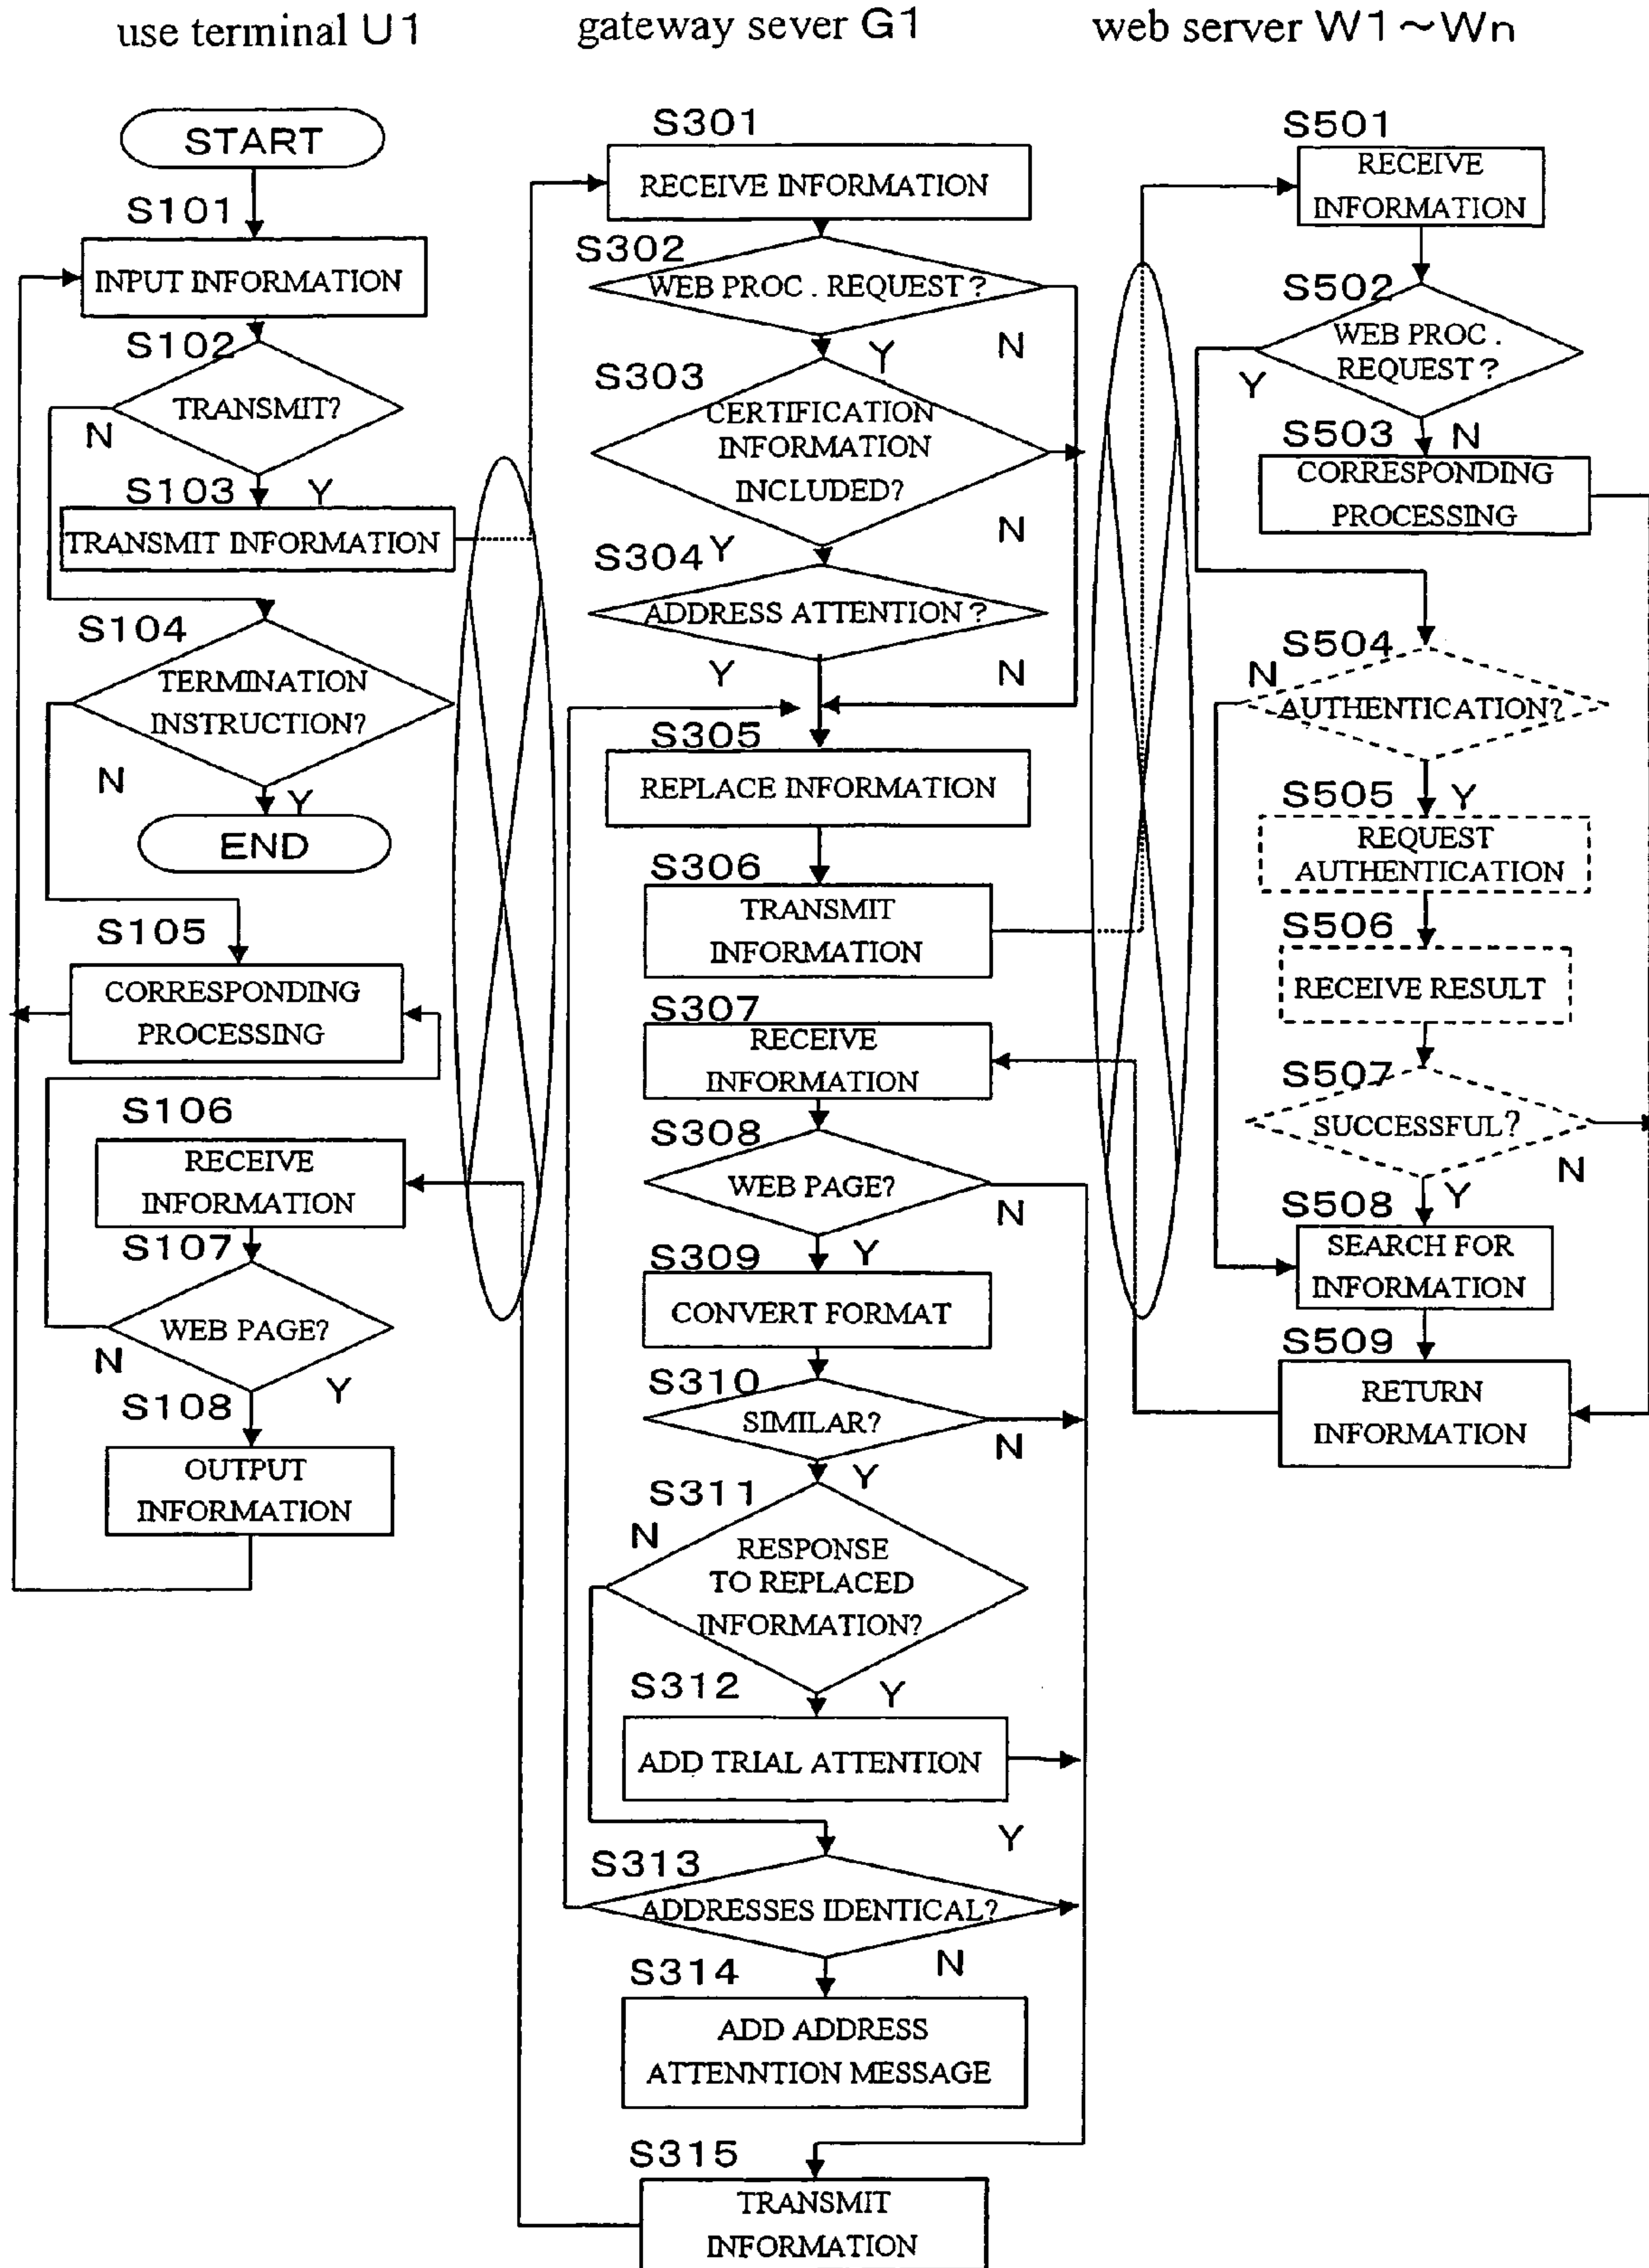 use terminal U1
gateway sever G1
web server W1~Wn
START
S101
INPUT INFORMATION
S102
TRANSMIT?
N
S103
Y
TRANSMIT INFORMATION
S104
TERMINATION
INSTRUCTION?
N
Y
END
S105
CORRESPONDING
PROCESSING
S106
RECEIVE
INFORMATION
S107
WEB PAGE?
N
Y
S108
OUTPUT
INFORMATION
S301
RECEIVE INFORMATION
S302
WEB PROC. REQUEST?
Y
N
S303
CERTIFICATION
INFORMATION
INCLUDED?
N
Y
S304
ADDRESS ATTENTION?
Y
N
S305
REPLACE INFORMATION
S306
TRANSMIT
INFORMATION
S307
RECEIVE
INFORMATION
S308
WEB PAGE?
N
Y
S309
CONVERT FORMAT
S310
SIMILAR?
N
Y
S311
N
RESPONSE
TO REPLACED
INFORMATION?
S312
Y
ADD TRIAL ATTENTION
Y
S313
ADDRESSES IDENTICAL?
N
S314
ADD ADDRESS
ATTENNTION MESSAGE
S315
TRANSMIT
INFORMATION
S501
RECEIVE
INFORMATION
S502
WEB PROC.
REQUEST?
Y
N
S503
CORRESPONDING
PROCESSING
S504
N
AUTHENTICATION?
S505
Y
REQUEST
AUTHENTICATION
S506
RECEIVE RESULT
S507
SUCCESSFUL?
N
Y
S508
SEARCH FOR
INFORMATION
S509
RETURN
INFORMATION